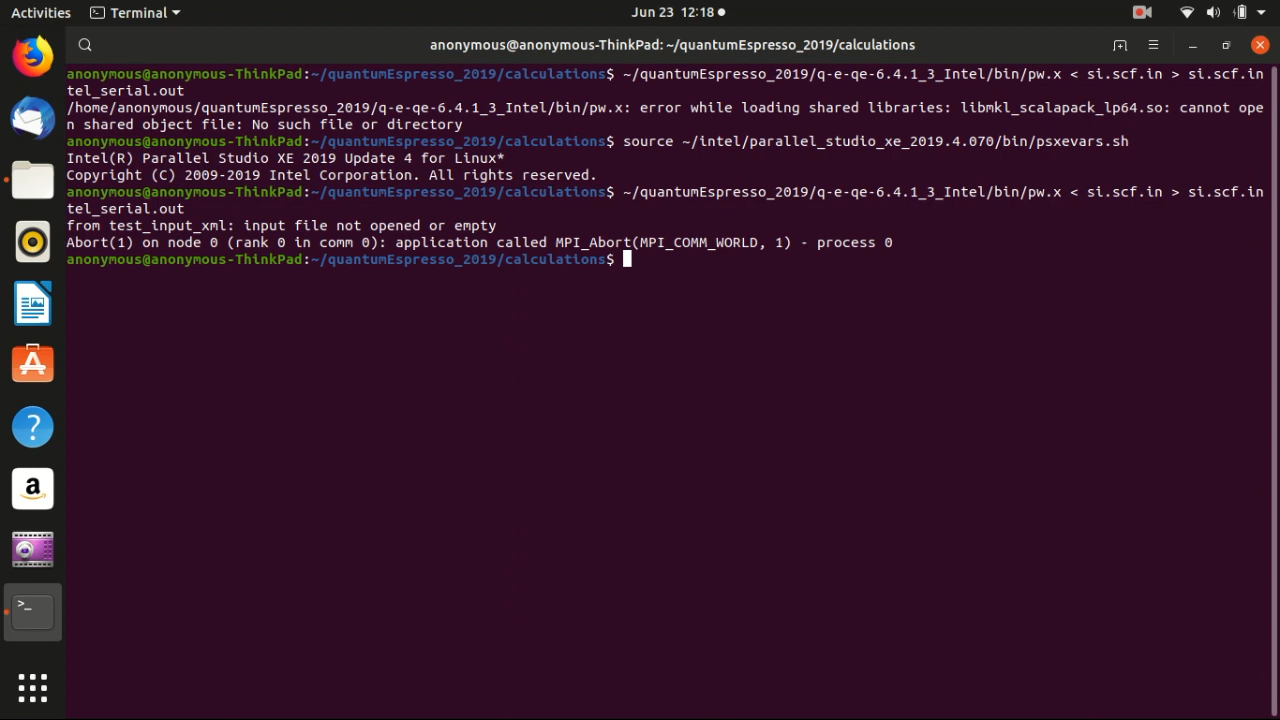 Activities
Terminal
Jun 23 12:18
anonymous@anonymous-ThinkPad: ~/quantumEspresso_2019/calculations
anonymous@anonymous-ThinkPad:~/quantumEspresso_2019/calculations$ ~/quantumEspresso_2019/q-e-qe-6.4.1_3_Intel/bin/pw.x < si.scf.in > si.scf.in
tel_serial.out
/home/anonymous/quantumEspresso_2019/q-e-qe-6.4.1_3_Intel/bin/pw.x: error while loading shared libraries: libmkl_scalapack_lp64.so: cannot ope
n shared object file: No such file or directory
anonymous@anonymous-ThinkPad:~/quantumEspresso_2019/calculations$ source ~/intel/parallel_studio_xe_2019.4.070/bin/psxevars.sh
Intel(R) Parallel Studio XE 2019 Update 4 for Linux*
Copyright (C) 2009-2019 Intel Corporation. All rights reserved.
anonymous@anonymous-ThinkPad:~/quantumEspresso_2019/calculations$ ~/quantumEspresso_2019/q-e-qe-6.4.1_3_Intel/bin/pw.x < si.scf.in > si.scf.in
tel_serial.out
from test_input_xml: input file not opened or empty
Abort(1) on node 0 (rank 0 in comm 0): application called MPI_Abort(MPI_COMM_WORLD, 1) - process 0
anonymous@anonymous-ThinkPad:~/quantumEspresso_2019/calculations$